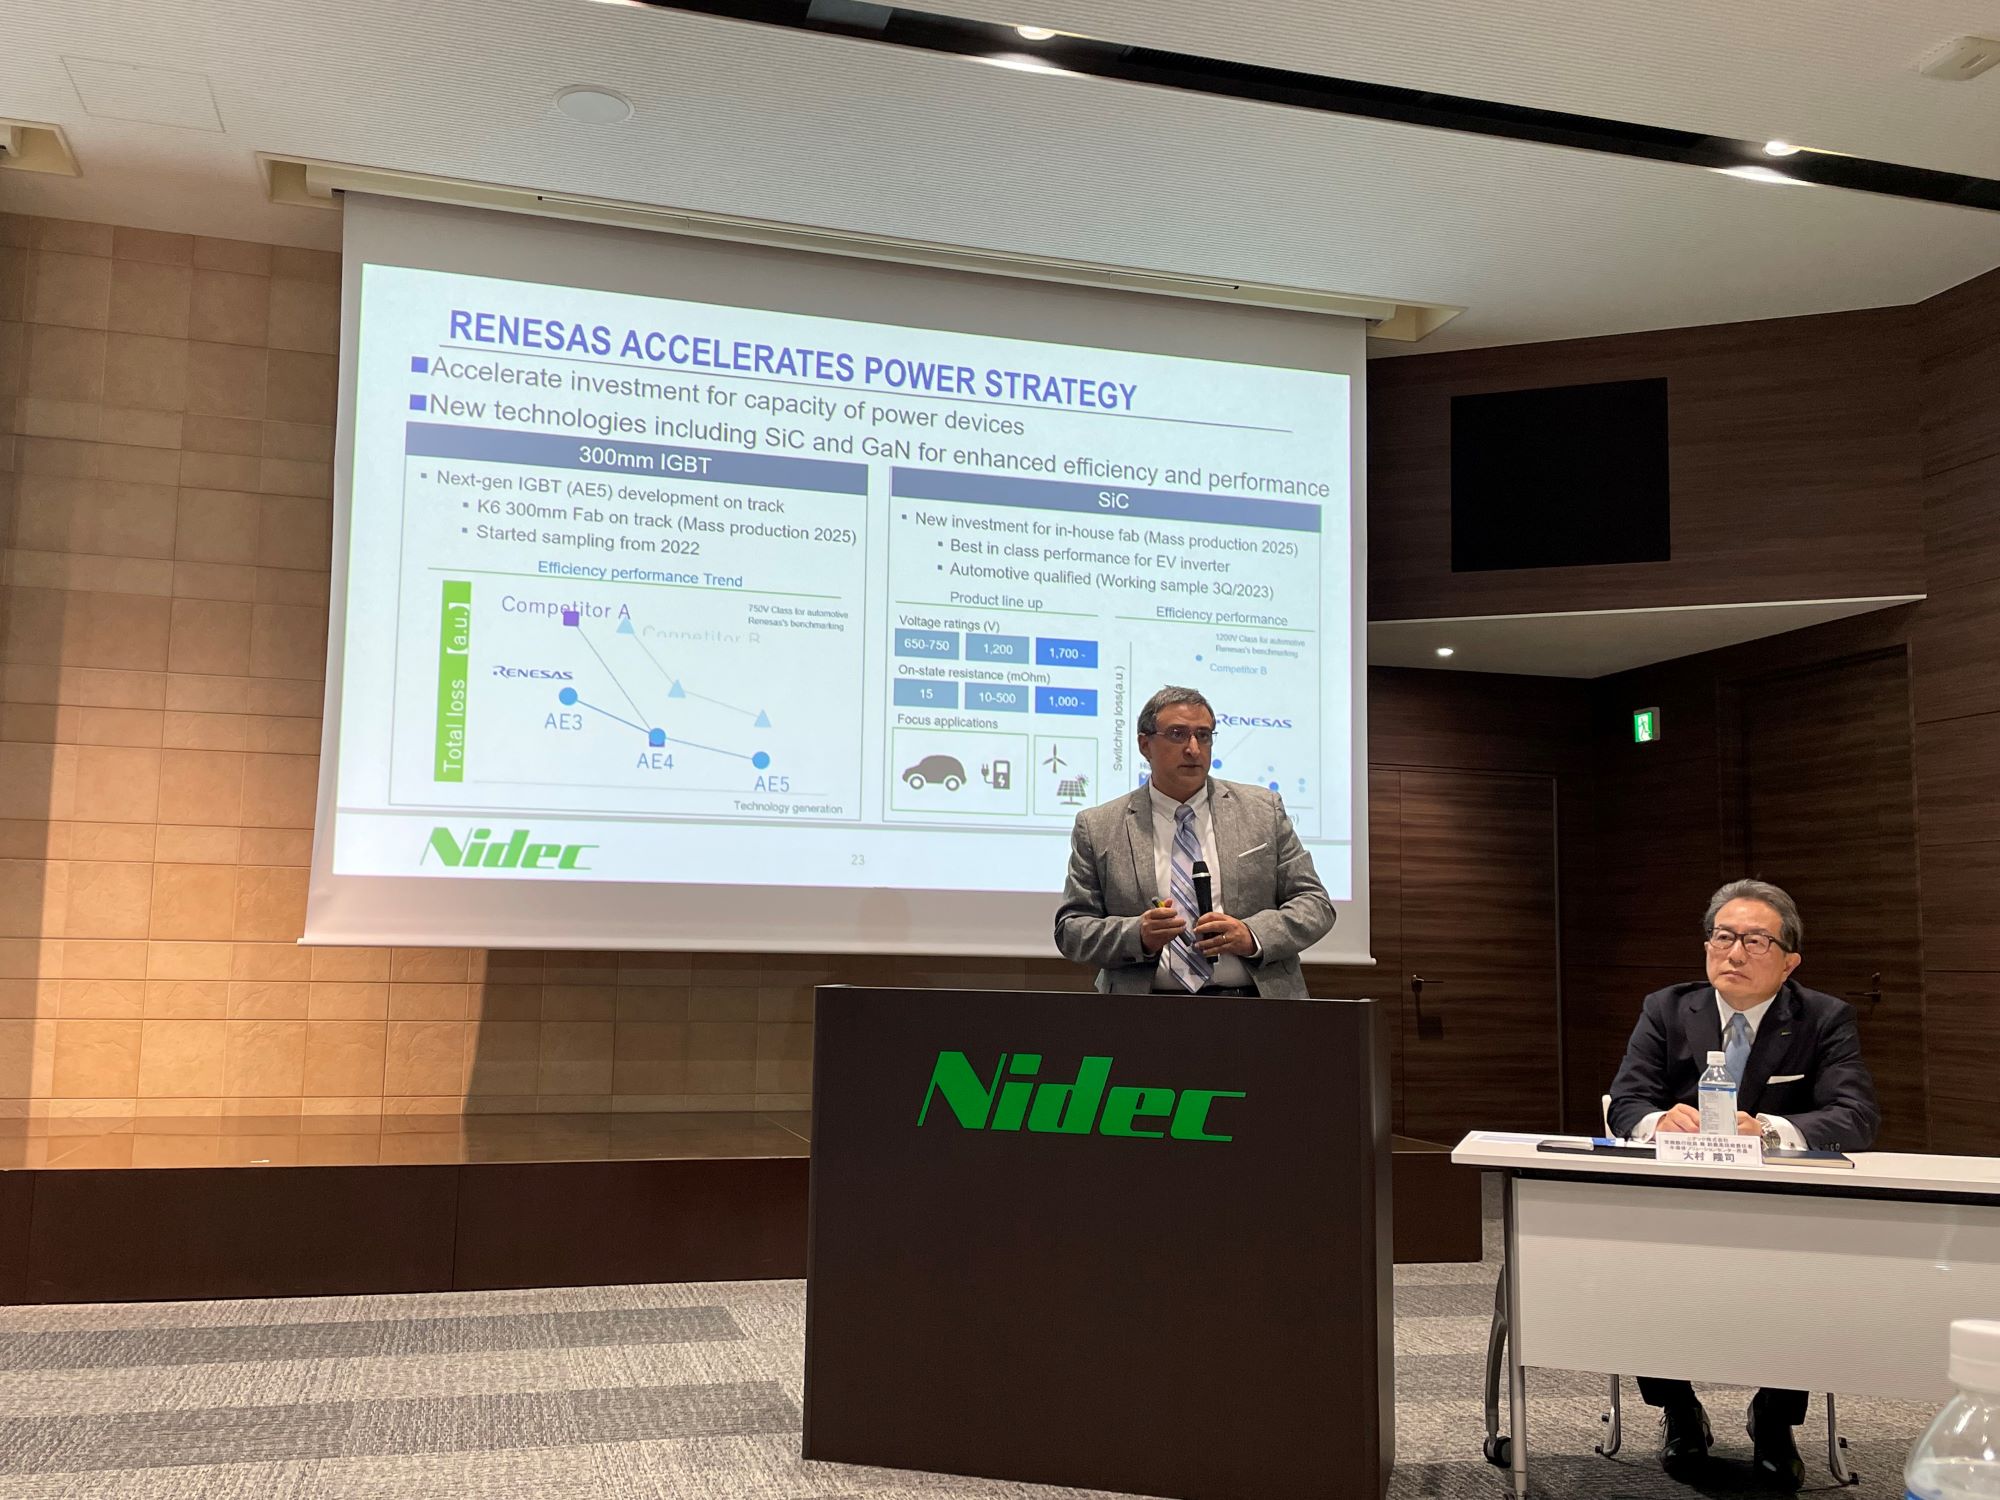 RENESAS ACCELERATES POWER STRATEGY
■Accelerate investment for capacity of power devices
■New technologies including SiC and GaN for enhanced efficiency and performance
300mm IGBT
▪ Next-gen IGBT (AE5) development on track
▪ K6 300mm Fab on track (Mass production 2025)
▪ Started sampling from 2022
Efficiency performance Trend
Total loss 【a.u.】
Competitor A
Competitor B
750V Class for automotive
Renesas's benchmarking
RENESAS
AE3
AE4
AE5
Technology generation
SiC
▪ New investment for in-house fab (Mass production 2025)
▪ Best in class performance for EV inverter
▪ Automotive qualified (Working sample 3Q/2023)
Product line up
Voltage ratings (V)
650-750 1,200 1,700 -
On-state resistance (mOhm)
15 10-500 1,000 -
Focus applications
Efficiency performance
1200V Class for automotive
Renesas's benchmarking
Competitor B
Switching loss(a.u.)
RENESAS
Nidec
23
Nidec
大村 隆司